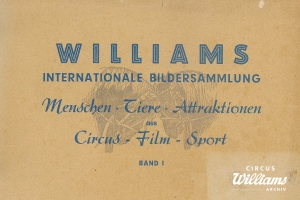 WILLIAMS
INTERNATIONALE BILDERSAMMLUNG
Menschen · Tiere · Attraktionen
aus
Circus - Film - Sport
BAND I
CIRCUS
Williams
ARCHIV